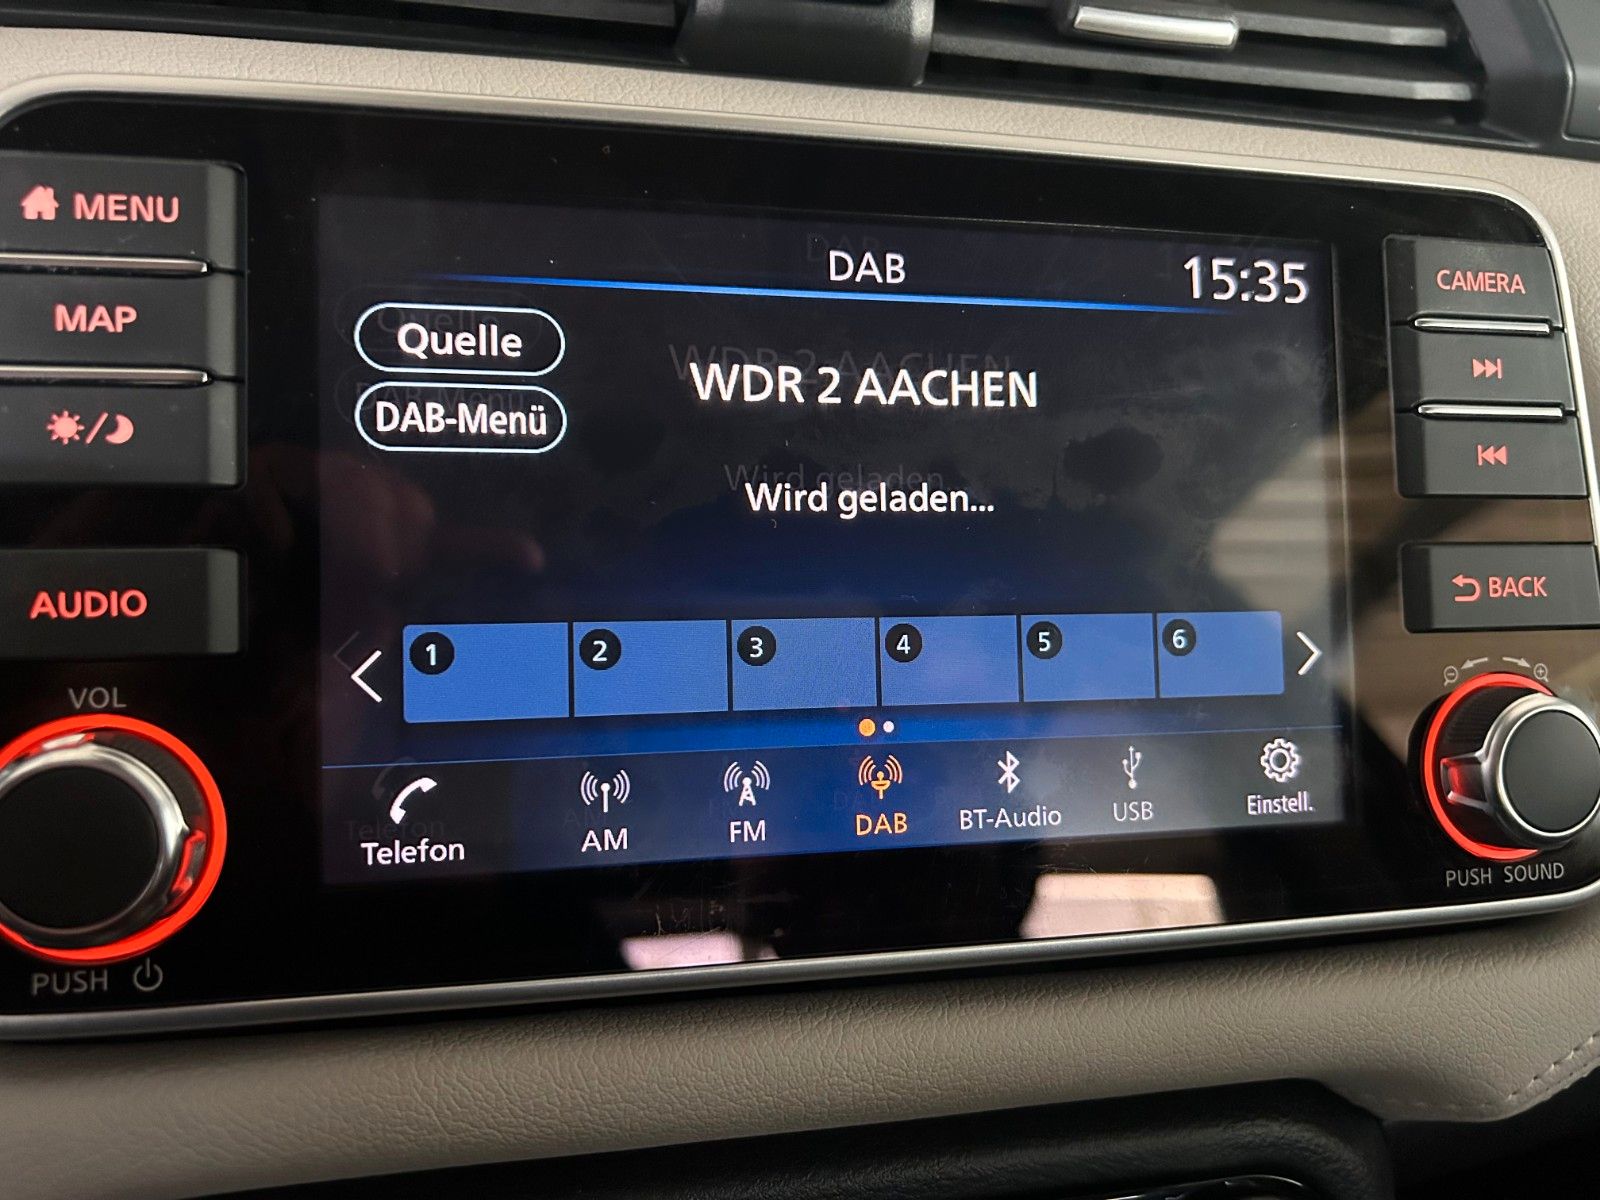 MENU
MAP
AUDIO
VOL
PUSH
DAB
15:35
Quelle
DAB-Menü
WDR 2 AACHEN
Wird geladen...
1 2 3 4 5 6
Telefon
AM
FM
DAB
BT-Audio
USB
Einstell.
CAMERA
BACK
PUSH SOUND